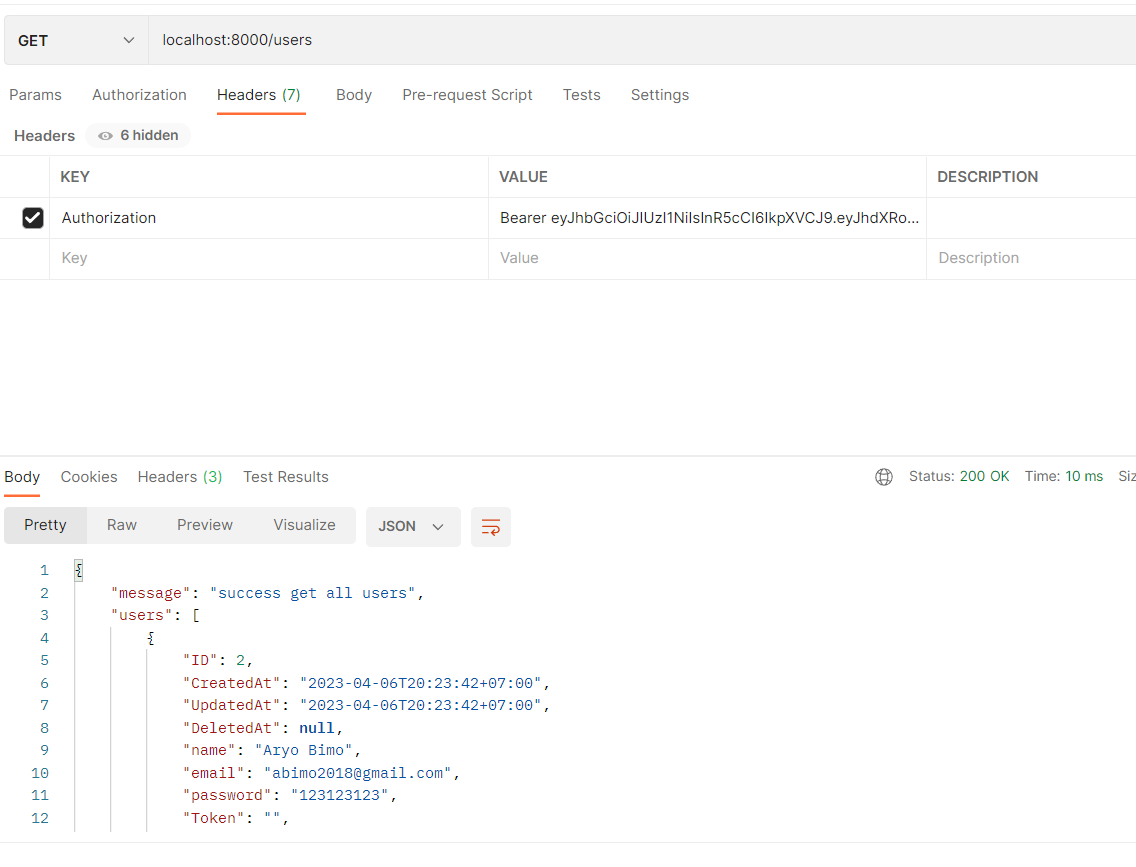 GET localhost:8000/users
Params Authorization Headers (7) Body Pre-request Script Tests Settings
Headers 6 hidden
KEY VALUE DESCRIPTION
Authorization Bearer eyJhbGciOiJIUzI1NiIsInR5cCI6IkpXVCJ9.eyJhdXRo...
Key Value Description
Body Cookies Headers (3) Test Results Status: 200 OK Time: 10 ms Siz
Pretty Raw Preview Visualize JSON
1 {
2 "message": "success get all users",
3 "users": [
4 {
5 "ID": 2,
6 "CreatedAt": "2023-04-06T20:23:42+07:00",
7 "UpdatedAt": "2023-04-06T20:23:42+07:00",
8 "DeletedAt": null,
9 "name": "Aryo Bimo",
10 "email": "abimo2018@gmail.com",
11 "password": "123123123",
12 "Token": "",